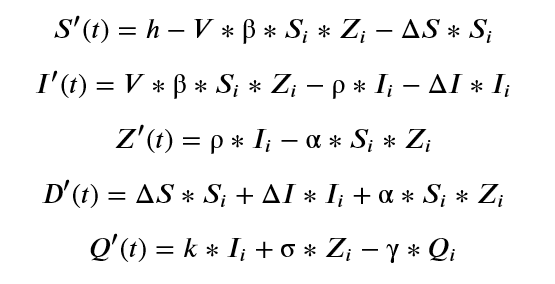 S′(t) = h − V ∗ β ∗ Sᵢ ∗ Zᵢ − ΔS ∗ Sᵢ
I′(t) = V ∗ β ∗ Sᵢ ∗ Zᵢ − ρ ∗ Iᵢ − ΔI ∗ Iᵢ
Z′(t) = ρ ∗ Iᵢ − α ∗ Sᵢ ∗ Zᵢ
D′(t) = ΔS ∗ Sᵢ + ΔI ∗ Iᵢ + α ∗ Sᵢ ∗ Zᵢ
Q′(t) = k ∗ Iᵢ + σ ∗ Zᵢ − γ ∗ Qᵢ